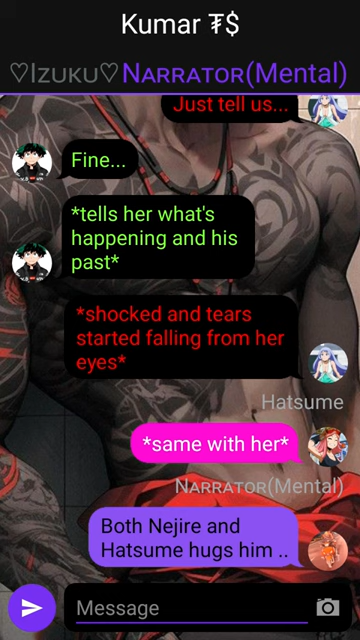 Kumar ₮$
♡Izuku♡ Narrator(Mental)
Just tell us...
Fine...
*tells her what's
happening and his
past*
*shocked and tears
started falling from her
eyes*
Hatsume
*same with her*
Narrator(Mental)
Both Nejire and
Hatsume hugs him ..
Message